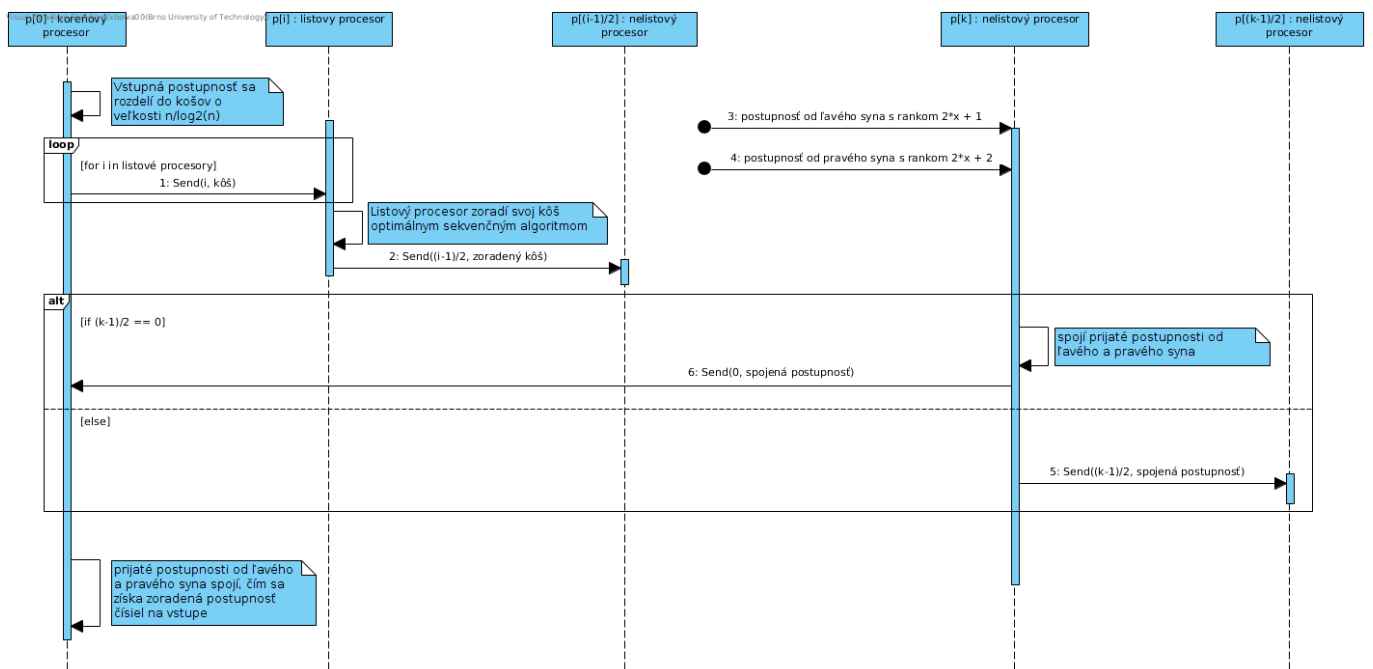 p[0] : koreňový
procesor
p[i] : listovy procesor
p[(i-1)/2] : nelistový
procesor
p[k] : nelistový procesor
p[(k-1)/2] : nelistový
procesor
Vstupná postupnosť sa
rozdelí do košov o
veľkosti n/log2(n)
3: postupnosť od ľavého syna s rankom 2*x + 1
loop
[for i in listové procesory]
4: postupnosť od pravého syna s rankom 2*x + 2
1: Send(i, kôš)
Listový procesor zoradí svoj kôš
optimálnym sekvenčným algoritmom
2: Send((i-1)/2, zoradený kôš)
alt
[if (k-1)/2 == 0]
spojí prijaté postupnosti od
ľavého a pravého syna
6: Send(0, spojená postupnosť)
[else]
5: Send((k-1)/2, spojená postupnosť)
prijaté postupnosti od ľavého
a pravého syna spojí, čím sa
získa zoradená postupnosť
čísiel na vstupe